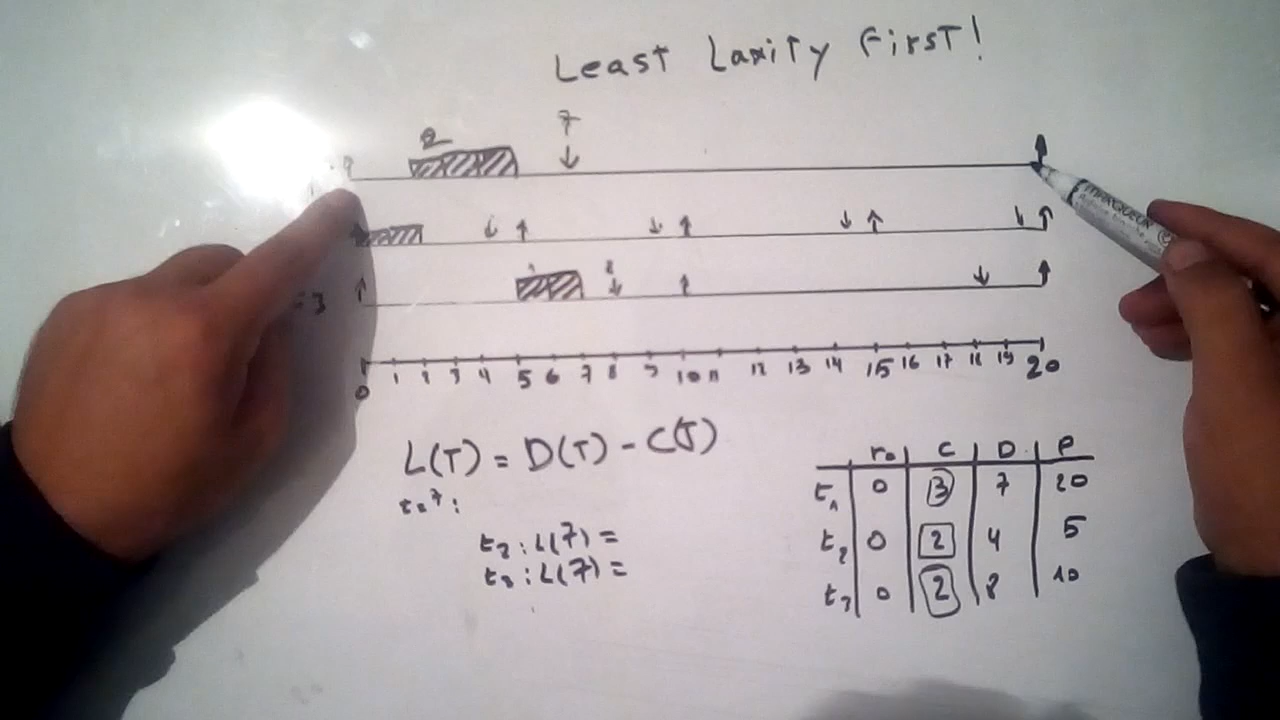 Least Laxity First!
2 7
8
3
0 1 2 3 4 5 6 7 8 9 10 11 12 13 14 15 16 17 18 19 20
L(T) = D(T) - C(T)
t=7:
t2 : L(7) =
t3 : L(7) =
r0 C D P
t1 0 3 7 20
t2 0 2 4 5
t3 0 2 8 10